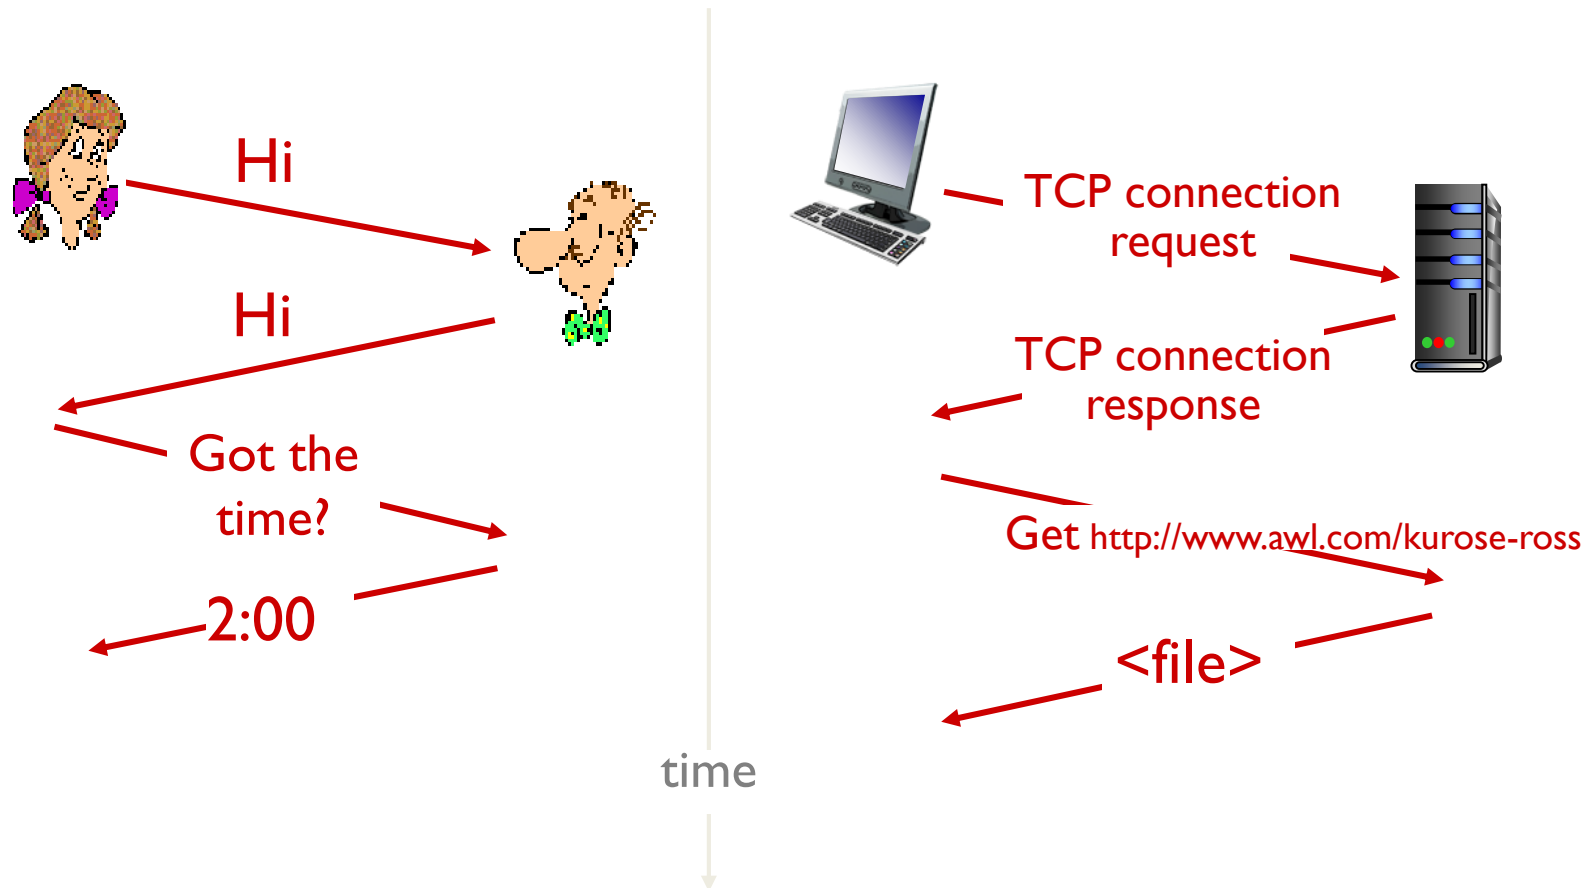 Hi
Hi
Got the
time?
2:00
TCP connection
request
TCP connection
response
Get http://www.awl.com/kurose-ross
<file>
time